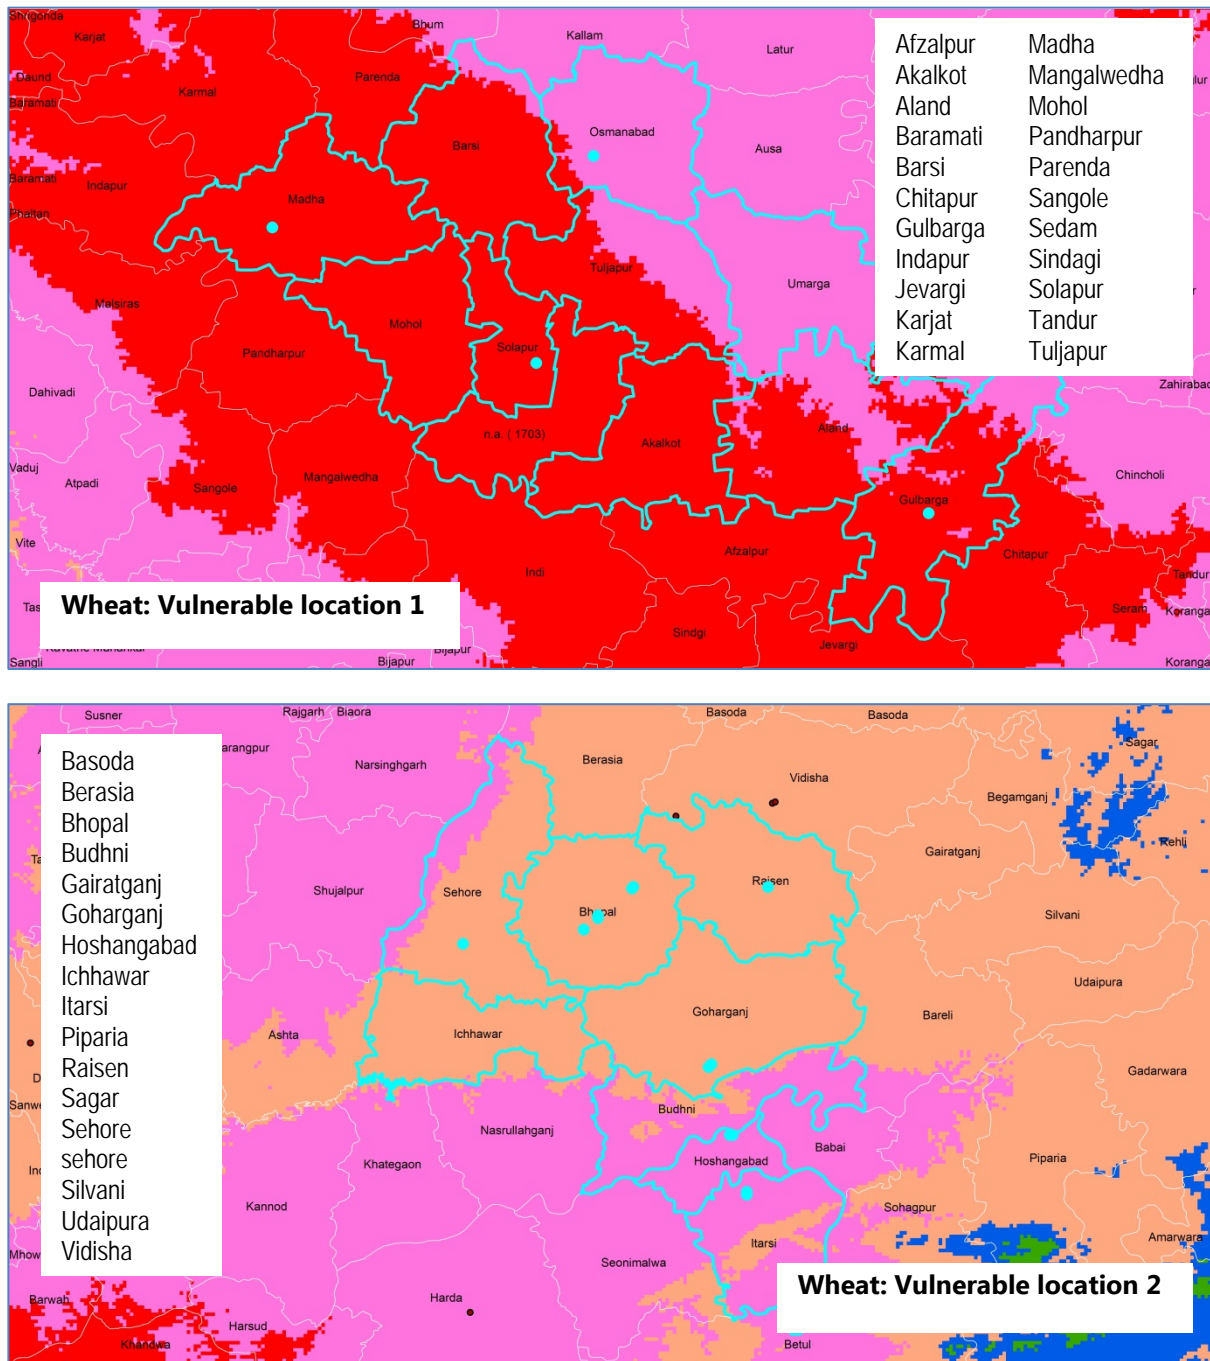 Shrigonda
Karjat
Bhum
Kallam
Latur
Daund
Parenda
Baramati
Karmal
Barsi
Osmanabad
Ausa
Baramati
Indapur
Madha
Phaltan
Tuljapur
Umarga
Malsiras
Mohol
Solapur
Pandharpur
Dahivadi
Zahirabad
n.a. ( 1703)
Akalkot
Aland
Vaduj
Atpadi
Sangole
Mangalwedha
Chincholi
Gulbarga
Vite
Afzalpur
Chitapur
Indi
Tandur
Seram
Koranga
Sindgi
Jevargi
Sangli
Bijapur
Bijapur
Koranga
Afzalpur Madha
Akalkot Mangalwedha
Aland Mohol
Baramati Pandharpur
Barsi Parenda
Chitapur Sangole
Gulbarga Sedam
Indapur Sindagi
Jevargi Solapur
Karjat Tandur
Karmal Tuljapur
Wheat: Vulnerable location 1
Susner
Rajgarh
Biaora
Basoda
Basoda
Sagar
arangpur
Narsinghgarh
Berasia
Vidisha
Begamganj
Rehli
Gairatganj
Shujalpur
Sehore
Bhopal
Raisen
Silvani
Udaipura
Ashta
Ichhawar
Goharganj
Bareli
Gadarwara
Budhni
Nasrullahganj
Babai
Khategaon
Hoshangabad
Piparia
Kannod
Sohagpur
Amarwara
Itarsi
Seonimalwa
Mhow
Barwah
Harda
Harsud
Khandwa
Betul
Basoda
Berasia
Bhopal
Budhni
Gairatganj
Goharganj
Hoshangabad
Ichhawar
Itarsi
Piparia
Raisen
Sagar
Sehore
sehore
Silvani
Udaipura
Vidisha
Wheat: Vulnerable location 2